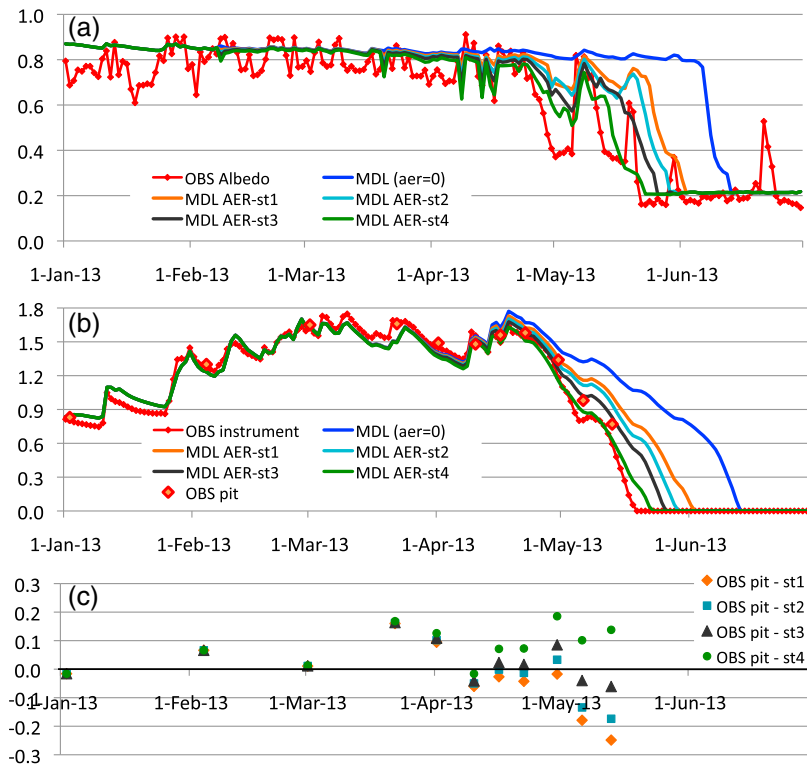 (a)
1.0
0.8
0.6
0.4
0.2
0.0
OBS Albedo
MDL (aer=0)
MDL AER-st1
MDL AER-st2
MDL AER-st3
MDL AER-st4
1-Jan-13
1-Feb-13
1-Mar-13
1-Apr-13
1-May-13
1-Jun-13
(b)
1.8
1.5
1.2
0.9
0.6
0.3
0.0
OBS instrument
MDL (aer=0)
MDL AER-st1
MDL AER-st2
MDL AER-st3
MDL AER-st4
OBS pit
1-Jan-13
1-Feb-13
1-Mar-13
1-Apr-13
1-May-13
1-Jun-13
(c)
0.3
0.2
0.1
0.0
-0.1
-0.2
-0.3
OBS pit - st1
OBS pit - st2
OBS pit - st3
OBS pit - st4
1-Jan-13
1-Feb-13
1-Mar-13
1-Apr-13
1-May-13
1-Jun-13